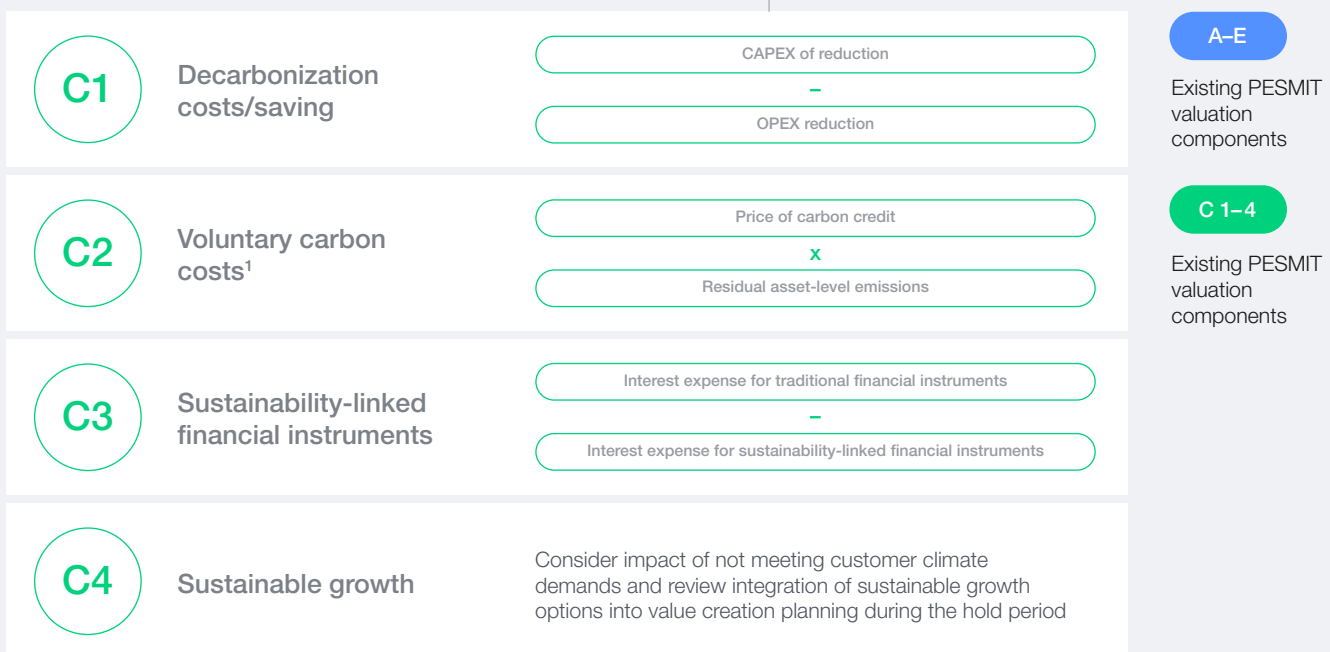 C1
Decarbonization
costs/saving
CAPEX of reduction
–
OPEX reduction
C2
Voluntary carbon
costs¹
Price of carbon credit
x
Residual asset-level emissions
C3
Sustainability-linked
financial instruments
Interest expense for traditional financial instruments
–
Interest expense for sustainability-linked financial instruments
C4
Sustainable growth
Consider impact of not meeting customer climate
demands and review integration of sustainable growth
options into value creation planning during the hold period
A–E
Existing PESMIT
valuation
components
C 1–4
Existing PESMIT
valuation
components